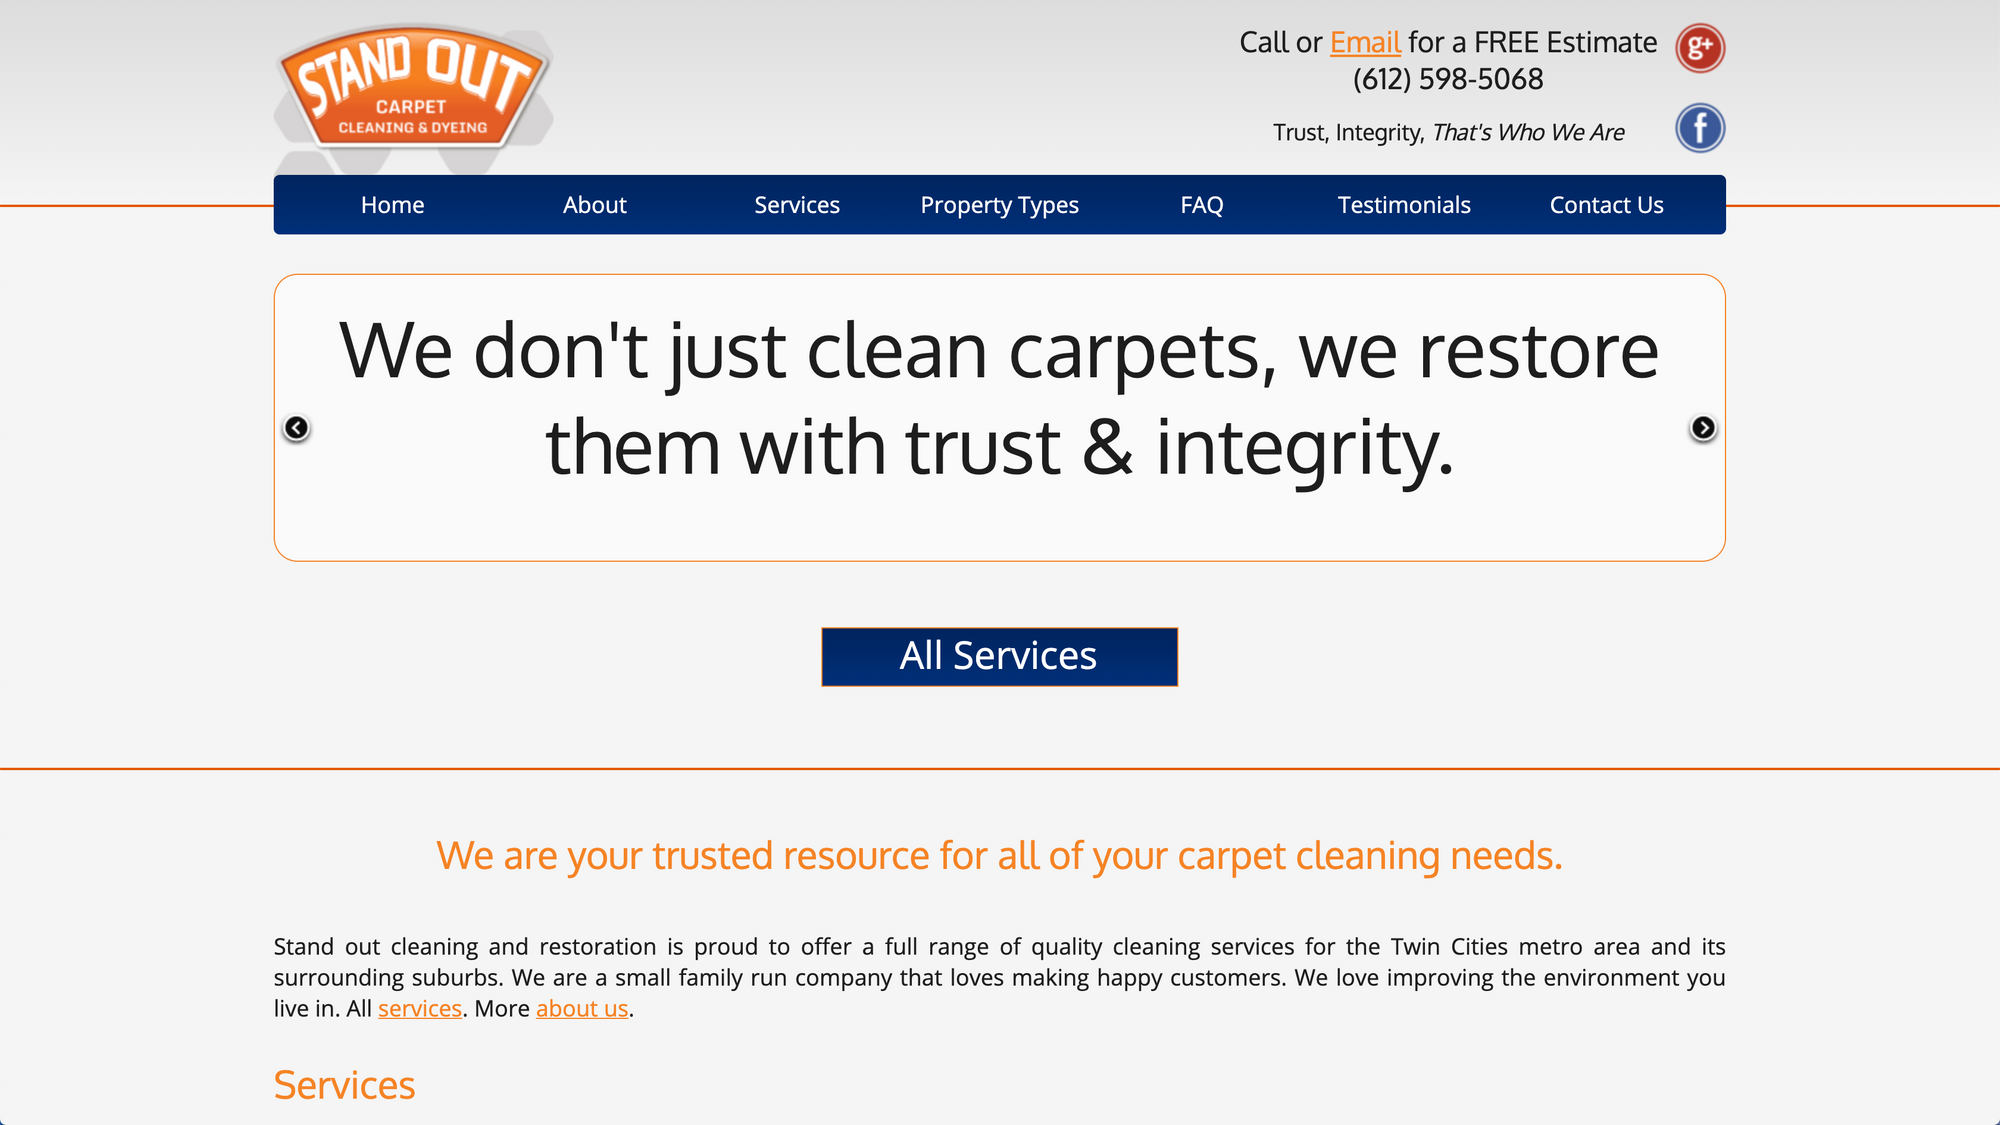 STAND OUT
CARPET
CLEANING & DYEING
Call or Email for a FREE Estimate
(612) 598-5068
Trust, Integrity, That's Who We Are
g+
f
Home About Services Property Types FAQ Testimonials Contact Us
We don't just clean carpets, we restore
them with trust & integrity.
All Services
We are your trusted resource for all of your carpet cleaning needs.
Stand out cleaning and restoration is proud to offer a full range of quality cleaning services for the Twin Cities metro area and its
surrounding suburbs. We are a small family run company that loves making happy customers. We love improving the environment you
live in. All services. More about us.
Services